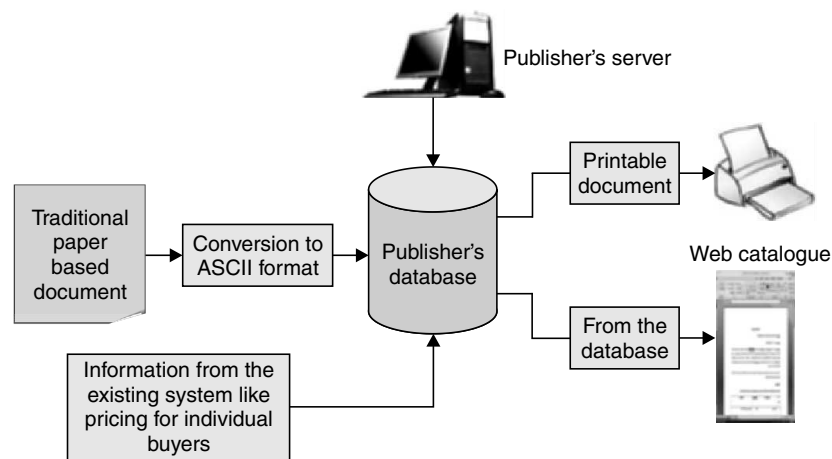 Publisher's server
Printable
document
Traditional
paper
based
document
Conversion to
ASCII format
Publisher's
database
Web catalogue
From the
database
Information from the
existing system like
pricing for individual
buyers